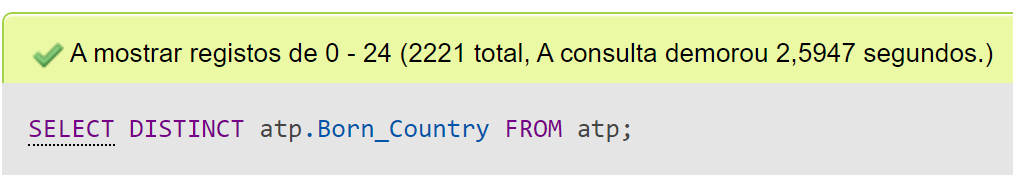 A mostrar registos de 0 - 24 (2221 total, A consulta demorou 2,5947 segundos.)
SELECT DISTINCT atp.Born_Country FROM atp;